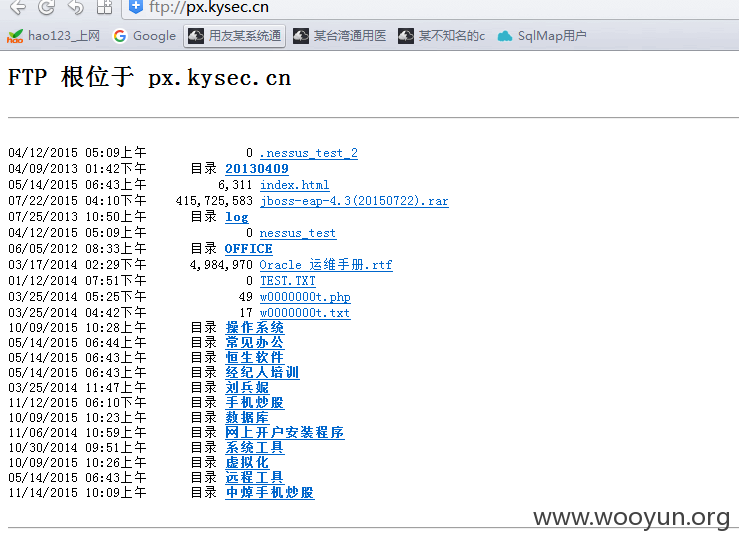 ftp://px.kysec.cn
hao123_上网 Google 用友某系统通 某台湾通用医 某不知名的c SqlMap用户
FTP 根位于 px.kysec.cn
04/12/2015 05:09上午 0 .nessus_test_2
04/09/2013 01:42下午 目录 20130409
05/14/2015 06:43上午 6,311 index.html
07/22/2015 04:10下午 415,725,583 jboss-eap-4.3(20150722).rar
07/25/2013 10:50上午 目录 log
04/12/2015 05:09上午 0 nessus_test
06/05/2012 08:33上午 目录 OFFICE
03/17/2014 02:29下午 4,984,970 Oracle 运维手册.rtf
01/12/2014 07:51下午 0 TEST.TXT
03/25/2014 05:25下午 49 w0000000t.php
03/25/2014 04:42下午 17 w0000000t.txt
10/09/2015 10:28上午 目录 操作系统
05/14/2015 06:44上午 目录 常见办公
05/14/2015 06:43上午 目录 恒生软件
05/14/2015 06:43上午 目录 经纪人培训
03/25/2014 11:47上午 目录 刘兵妮
11/12/2015 06:10下午 目录 手机炒股
10/09/2015 10:23上午 目录 数据库
11/06/2014 10:59上午 目录 网上开户安装程序
10/30/2014 09:51上午 目录 系统工具
10/09/2015 10:26上午 目录 虚拟化
05/14/2015 06:43上午 目录 远程工具
11/14/2015 10:09上午 目录 中焯手机炒股
www.wooyun.org